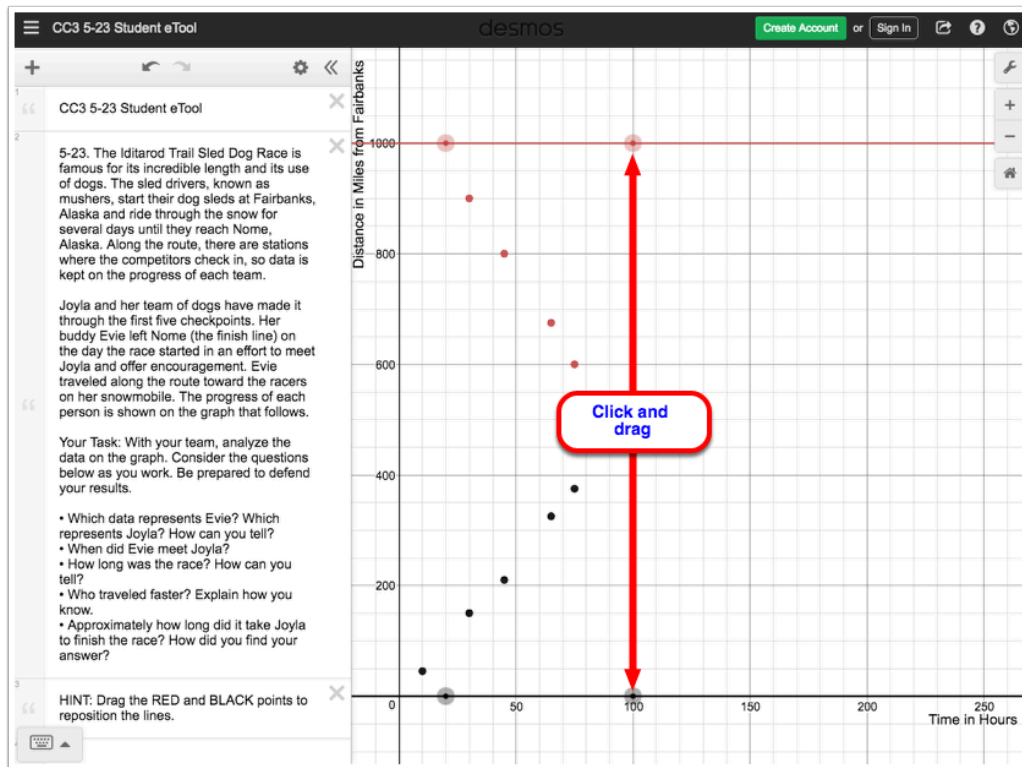 CC3 5-23 Student eTool
desmos
Create Account or Sign In
1
CC3 5-23 Student eTool
2
5-23. The Iditarod Trail Sled Dog Race is
famous for its incredible length and its use
of dogs. The sled drivers, known as
mushers, start their dog sleds at Fairbanks,
Alaska and ride through the snow for
several days until they reach Nome,
Alaska. Along the route, there are stations
where the competitors check in, so data is
kept on the progress of each team.
Joyla and her team of dogs have made it
through the first five checkpoints. Her
buddy Evie left Nome (the finish line) on
the day the race started in an effort to meet
Joyla and offer encouragement. Evie
traveled along the route toward the racers
on her snowmobile. The progress of each
person is shown on the graph that follows.
Your Task: With your team, analyze the
data on the graph. Consider the questions
below as you work. Be prepared to defend
your results.
• Which data represents Evie? Which
represents Joyla? How can you tell?
• When did Evie meet Joyla?
• How long was the race? How can you
tell?
• Who traveled faster? Explain how you
know.
• Approximately how long did it take Joyla
to finish the race? How did you find your
answer?
3
HINT: Drag the RED and BLACK points to
reposition the lines.
Distance in Miles from Fairbanks
1000
800
600
400
200
0
50
100
150
200
250
Time in Hours
Click and
drag